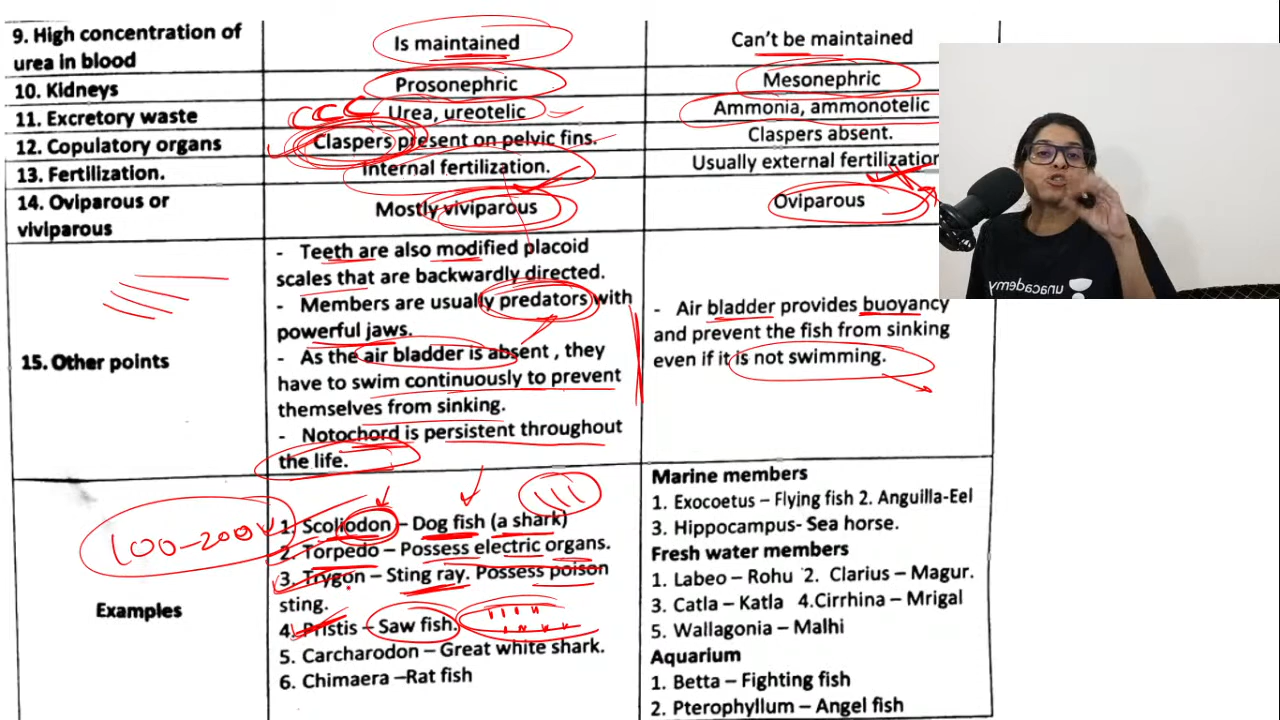 9. High concentration of
urea in blood
Is maintained
Can't be maintained
10. Kidneys
Prosonephric
Mesonephric
11. Excretory waste
Urea, ureotelic
Ammonia, ammonotelic
12. Copulatory organs
Claspers present on pelvic fins.
Claspers absent.
13. Fertilization.
Internal fertilization.
Usually external fertilization
14. Oviparous or
viviparous
Mostly viviparous
Oviparous
15. Other points
- Teeth are also modified placoid
scales that are backwardly directed.
- Members are usually predators with
powerful jaws.
- As the air bladder is absent , they
have to swim continuously to prevent
themselves from sinking.
- Notochord is persistent throughout
the life.
- Air bladder provides buoyancy
and prevent the fish from sinking
even if it is not swimming.
Examples
100-200V
1. Scoliodon – Dog fish (a shark)
2. Torpedo – Possess electric organs.
3. Trygon – Sting ray. Possess poison
sting.
4. Pristis – Saw fish.
5. Carcharodon – Great white shark.
6. Chimaera –Rat fish
Marine members
1. Exocoetus – Flying fish 2. Anguilla-Eel
3. Hippocampus- Sea horse.
Fresh water members
1. Labeo – Rohu 2. Clarius – Magur.
3. Catla – Katla 4.Cirrhina – Mrigal
5. Wallagonia – Malhi
Aquarium
1. Betta – Fighting fish
2. Pterophyllum – Angel fish
unacademy